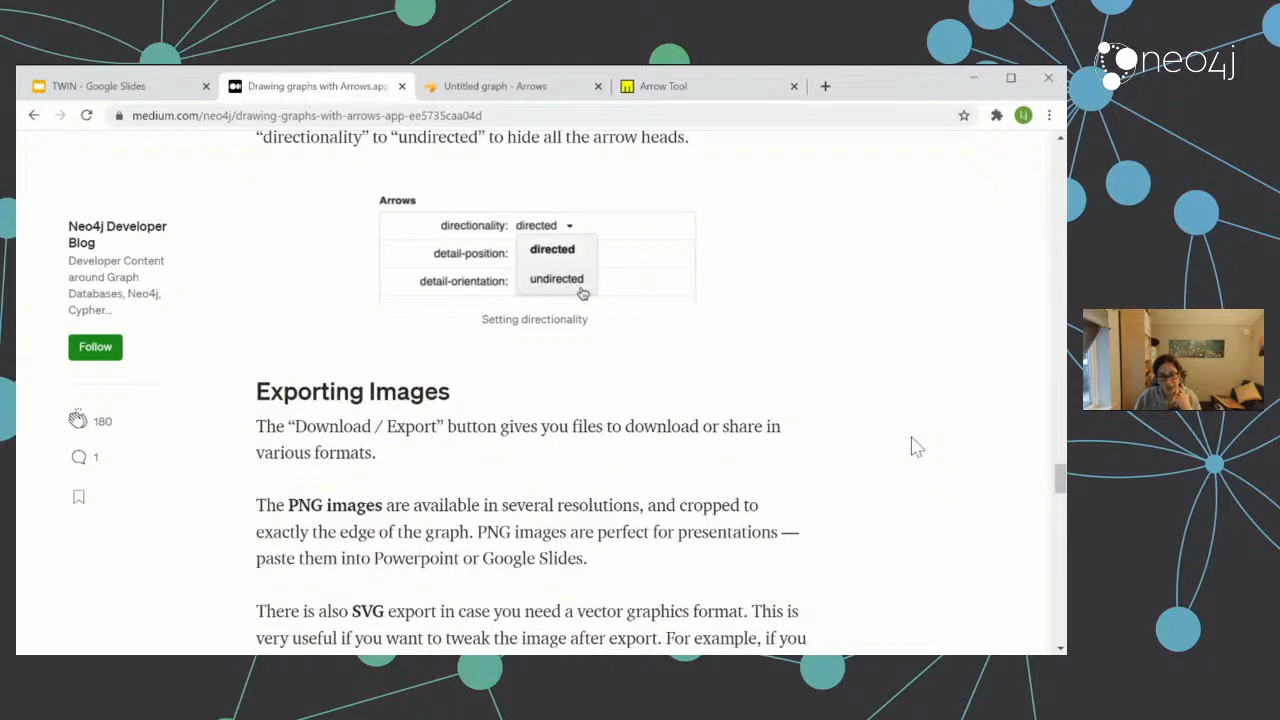 neo4j
TWIN - Google Slides
Drawing graphs with Arrows.app
Untitled graph - Arrows
Arrow Tool
medium.com/neo4j/drawing-graphs-with-arrows-app-ee5735caa04d
Lj
“directionality” to “undirected” to hide all the arrow heads.
Arrows
directionality: directed
detail-position:
directed
detail-orientation:
undirected
Setting directionality
Neo4j Developer
Blog
Developer Content
around Graph
Databases, Neo4j,
Cypher...
Follow
180
1
Exporting Images
The “Download / Export” button gives you files to download or share in
various formats.
The PNG images are available in several resolutions, and cropped to
exactly the edge of the graph. PNG images are perfect for presentations —
paste them into Powerpoint or Google Slides.
There is also SVG export in case you need a vector graphics format. This is
very useful if you want to tweak the image after export. For example, if you